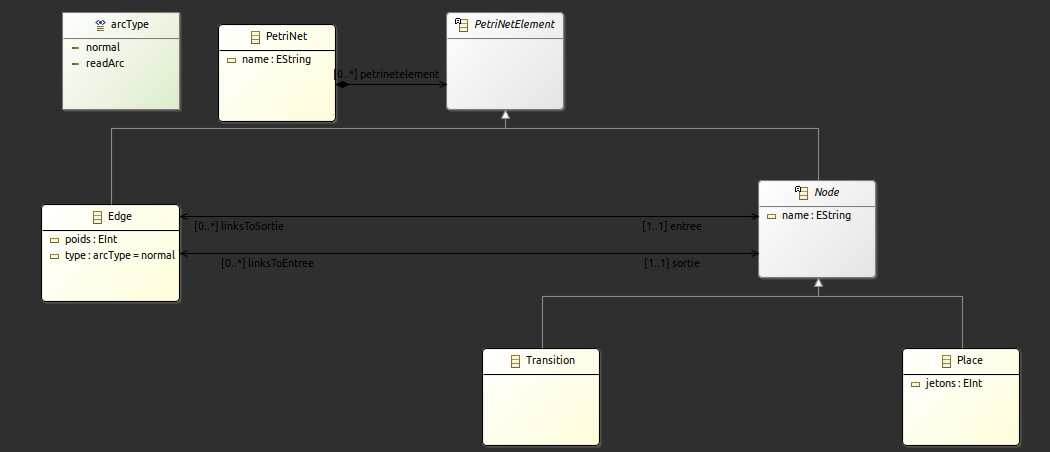 arcType
normal
readArc
PetriNet
name : EString
[0..*] petrinetelement
PetriNetElement
Edge
poids : EInt
type : arcType = normal
[0..*] linksToSortie
[1..1] entree
[0..*] linksToEntree
[1..1] sortie
Node
name : EString
Transition
Place
jetons : EInt